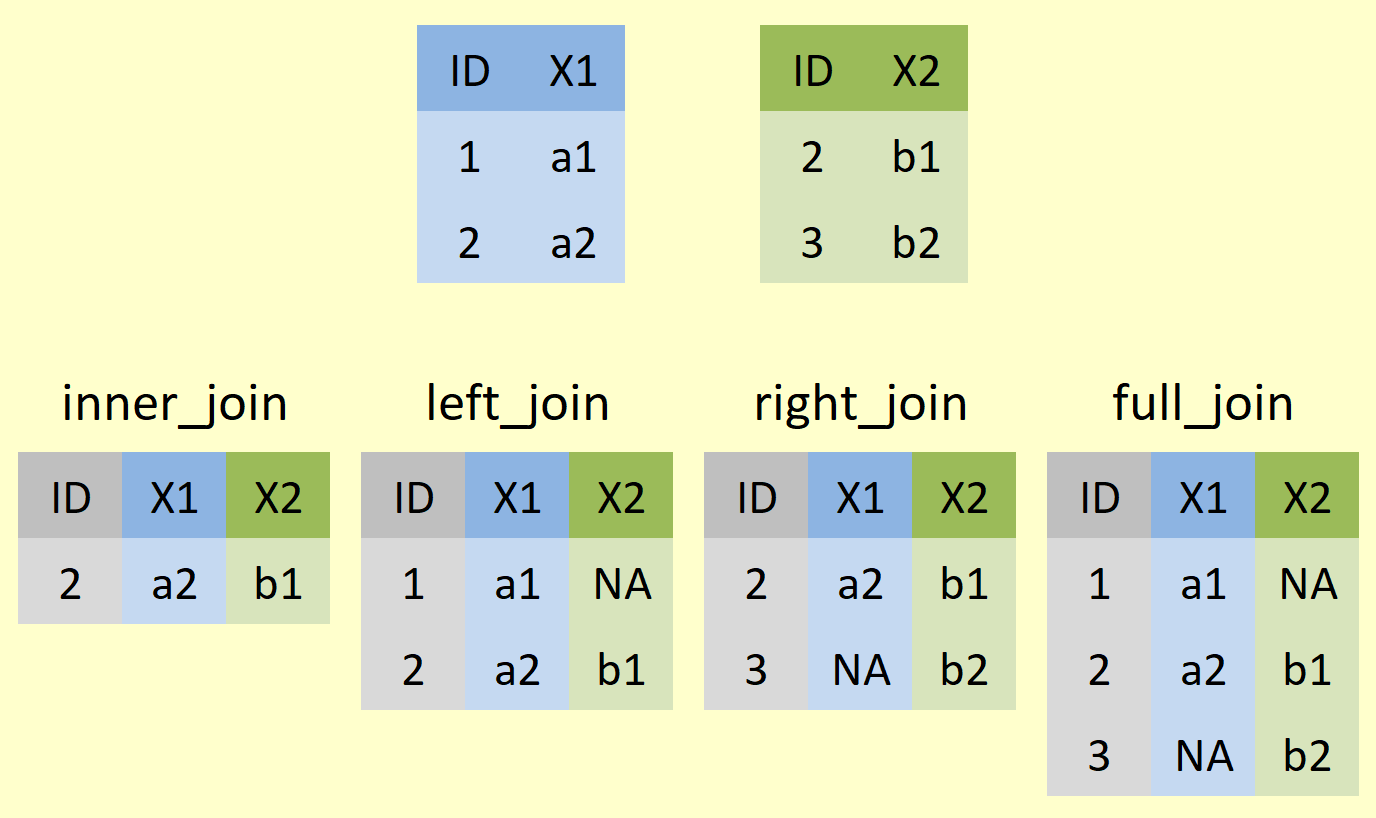 ID X1
1 a1
2 a2
ID X2
2 b1
3 b2
inner_join
ID X1 X2
2 a2 b1
left_join
ID X1 X2
1 a1 NA
2 a2 b1
right_join
ID X1 X2
2 a2 b1
3 NA b2
full_join
ID X1 X2
1 a1 NA
2 a2 b1
3 NA b2